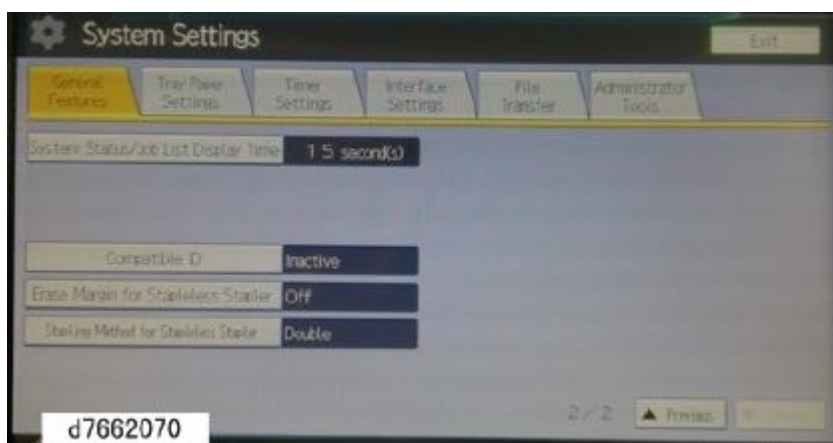 System Settings
Exit
General Features
Tray Paper Settings
Timer Settings
Interface Settings
File Transfer
Administrator Tools
System Status/Job List Display Time
15 second(s)
Compatible ID
Inactive
Erase Margin for Stapleless Stapler
Off
Stapling Method for Stapleless Stapler
Double
2/2
▲ Previous
d7662070